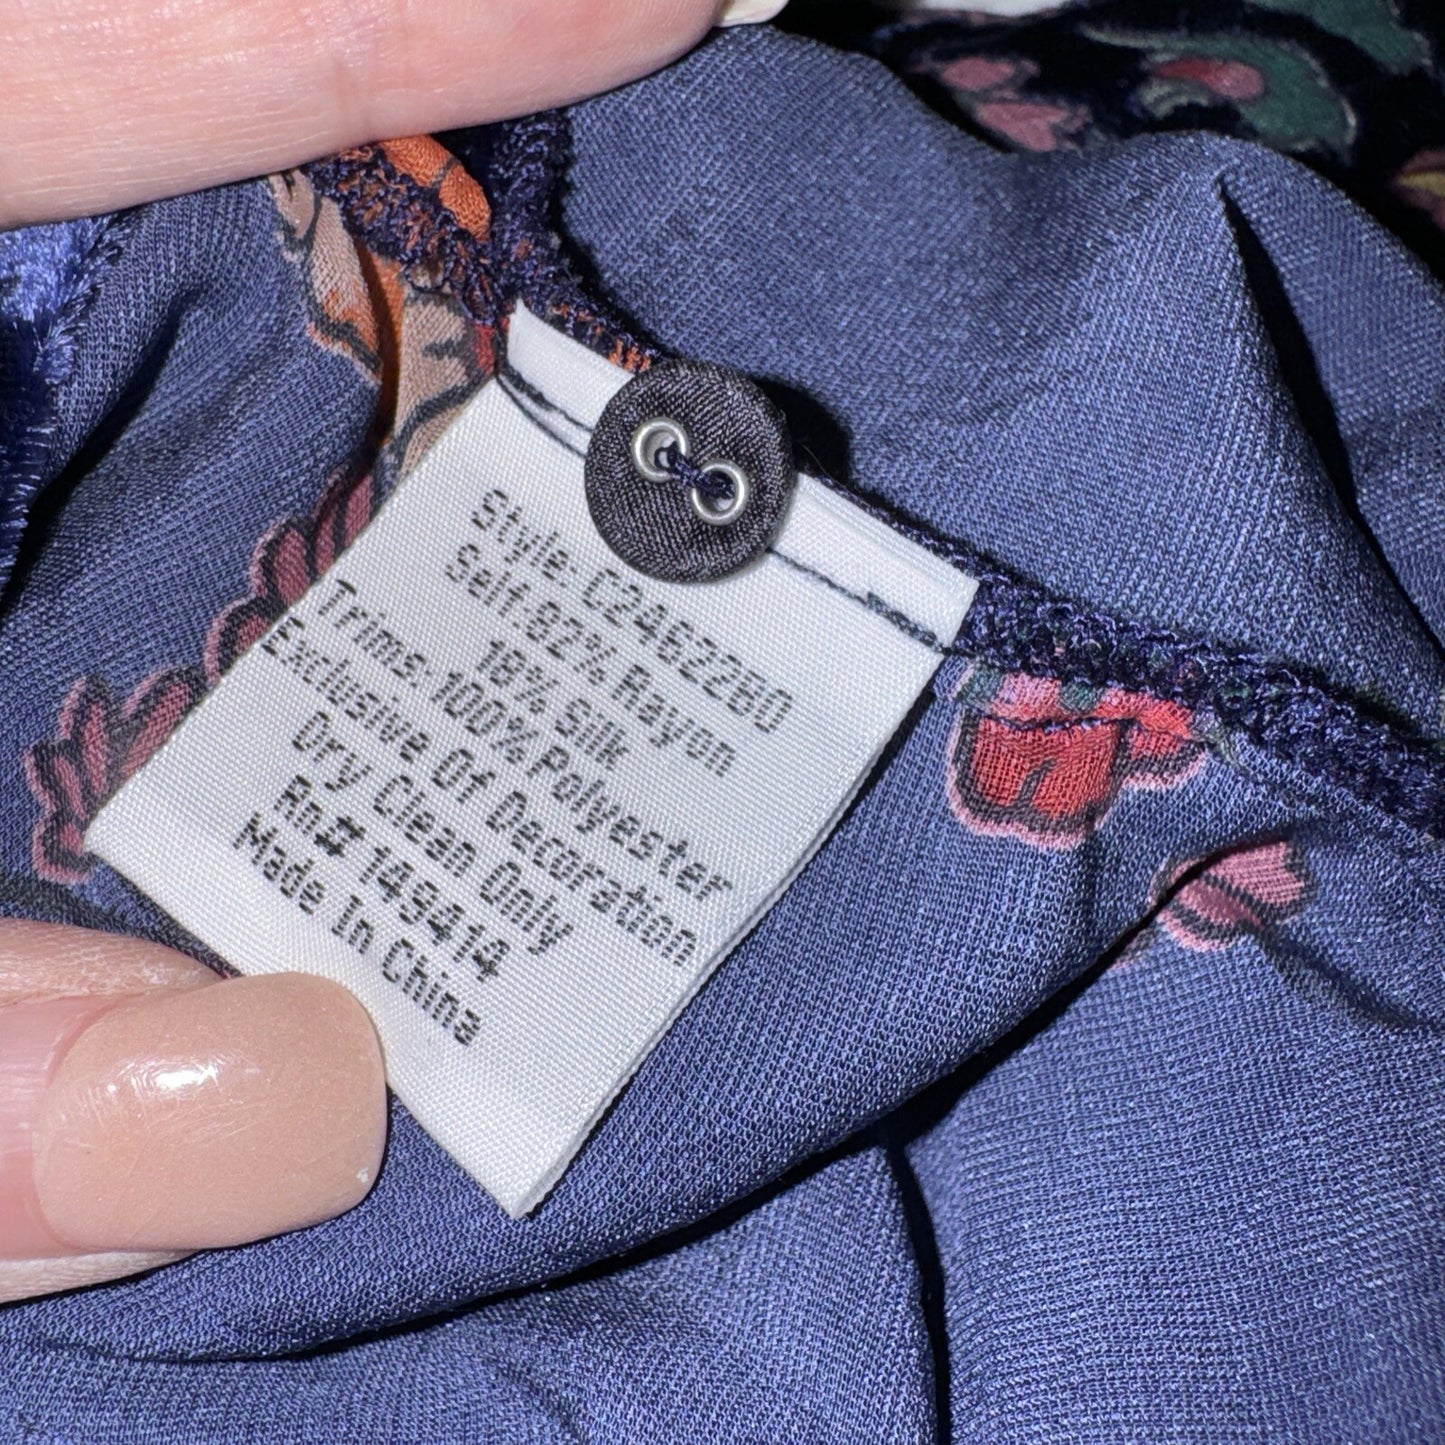 Style: C24622B0
Self:82% Rayon
18% Silk
Trims:100% Polyester
Exclusive Of Decoration
Dry Clean Only
Rn# 149414
Made In China